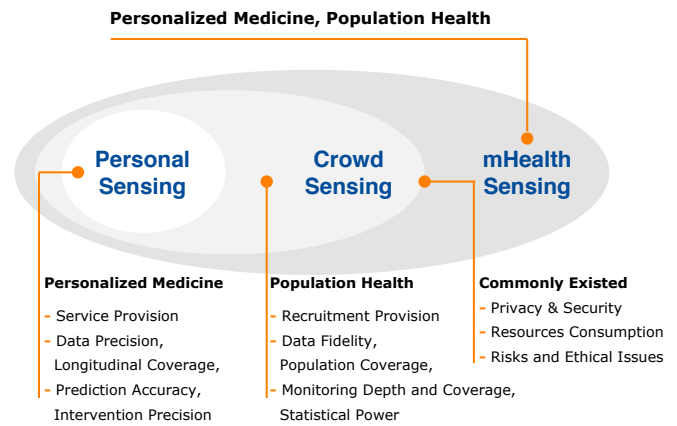 Personalized Medicine, Population Health
Personal
Sensing
Crowd
Sensing
mHealth
Sensing
Personalized Medicine
- Service Provision
- Data Precision,
Longitudinal Coverage,
- Prediction Accuracy,
Intervention Precision
Population Health
- Recruitment Provision
- Data Fidelity,
Population Coverage,
- Monitoring Depth and Coverage,
Statistical Power
Commonly Existed
- Privacy & Security
- Resources Consumption
- Risks and Ethical Issues